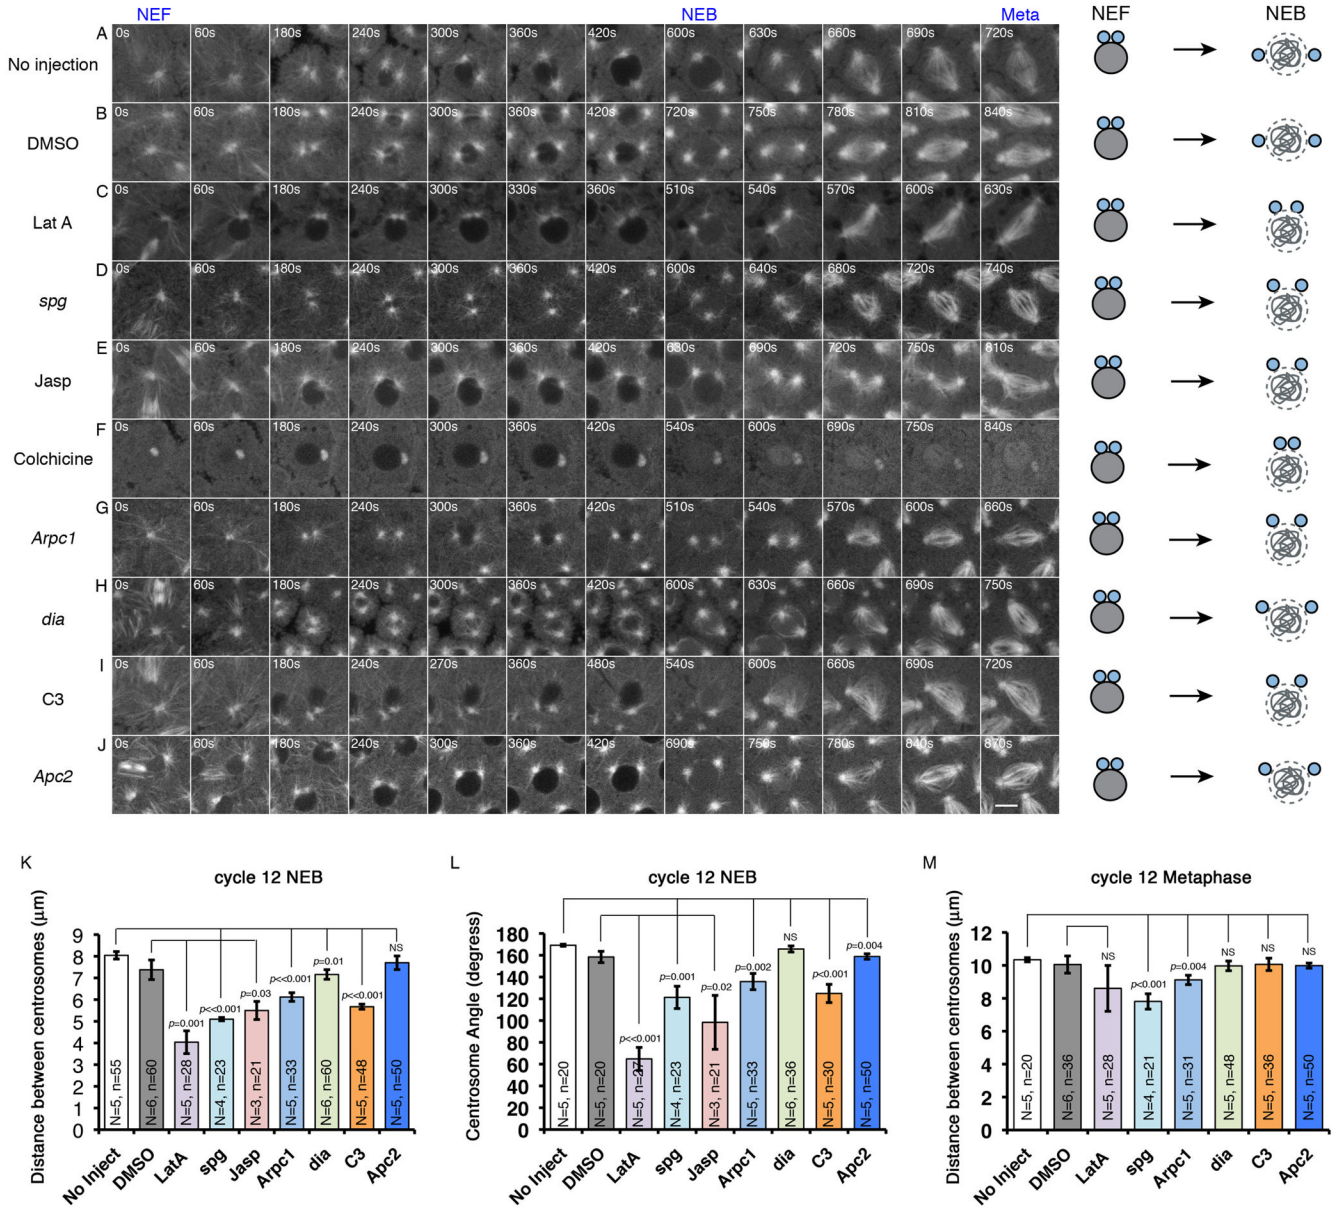 NEF NEB Meta NEF NEB
A 0s 60s 180s 240s 300s 360s 420s 600s 630s 660s 690s 720s
No injection
B 0s 60s 180s 240s 300s 360s 420s 720s 750s 780s 810s 840s
DMSO
C 0s 60s 180s 240s 300s 330s 360s 510s 540s 570s 600s 630s
Lat A
D 0s 60s 180s 240s 300s 360s 420s 600s 640s 680s 720s 740s
spg
E 0s 60s 180s 240s 300s 360s 420s 630s 690s 720s 750s 810s
Jasp
F 0s 60s 180s 240s 300s 360s 420s 540s 600s 690s 750s 840s
Colchicine
G 0s 60s 180s 240s 300s 360s 420s 510s 540s 570s 600s 660s
Arpc1
H 0s 60s 180s 240s 300s 360s 420s 600s 630s 660s 690s 750s
dia
I 0s 60s 180s 240s 270s 360s 480s 540s 600s 660s 690s 720s
C3
J 0s 60s 180s 240s 300s 360s 420s 690s 750s 780s 840s 870s
Apc2
K
cycle 12 NEB
Distance between centrosomes (μm)
9
8
7
6
5
4
3
2
1
0
p=0.001
p<<0.001
p=0.03
p<<0.001
p=0.01
p<<0.001
NS
N=5, n=55
N=6, n=60
N=5, n=28
N=4, n=23
N=3, n=21
N=5, n=33
N=6, n=60
N=5, n=48
N=5, n=50
No Inject
DMSO
LatA
spg
Jasp
Arpc1
dia
C3
Apc2
L
cycle 12 NEB
Centrosome Angle (degress)
180
160
140
120
100
80
60
40
20
0
p<<0.001
p=0.001
p=0.02
p=0.002
NS
p<0.001
p=0.004
N=5, n=20
N=5, n=20
N=5, n=27
N=4, n=23
N=3, n=21
N=5, n=33
N=6, n=36
N=5, n=30
N=5, n=50
No Inject
DMSO
LatA
spg
Jasp
Arpc1
dia
C3
Apc2
M
cycle 12 Metaphase
Distance between centrosomes (μm)
12
10
8
6
4
2
0
NS
p<0.001
p=0.004
NS
NS
NS
N=5, n=20
N=6, n=36
N=5, n=28
N=4, n=21
N=5, n=31
N=5, n=48
N=5, n=36
N=5, n=50
No Inject
DMSO
LatA
spg
Arpc1
dia
C3
Apc2